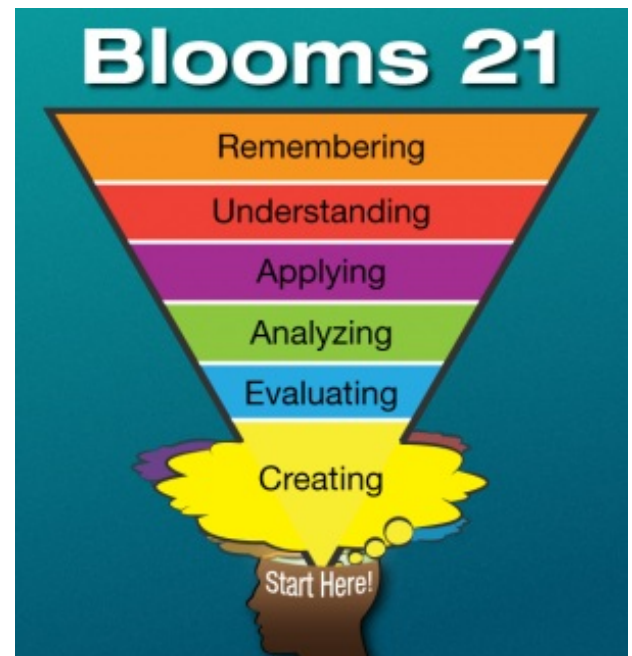 Blooms 21
Remembering
Understanding
Applying
Analyzing
Evaluating
Creating
Start Here!